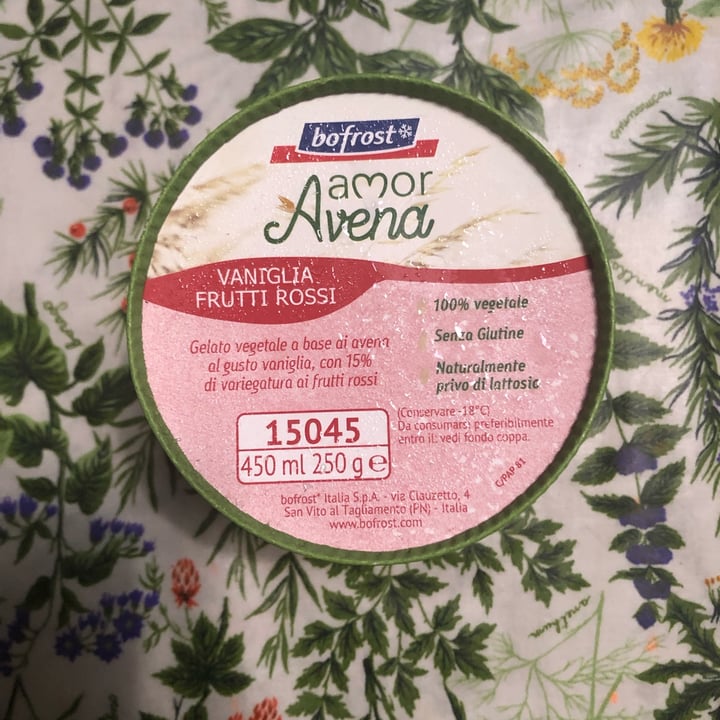 bofrost*
amor
Avena
VANIGLIA
FRUTTI ROSSI
Gelato vegetale a base di avena
al gusto vaniglia, con 15%
di variegatura ai frutti rossi
100% vegetale
Senza Glutine
Naturalmente
privo di lattosio
15045
450 ml 250 g e
(Conservare -18°C)
Da consumarsi preferibilmente
entro il: vedi fondo coppa.
C/PAP 81
bofrost* Italia S.p.A. - via Clauzetto, 4
San Vito al Tagliamento (PN) - Italia
www.bofrost.com